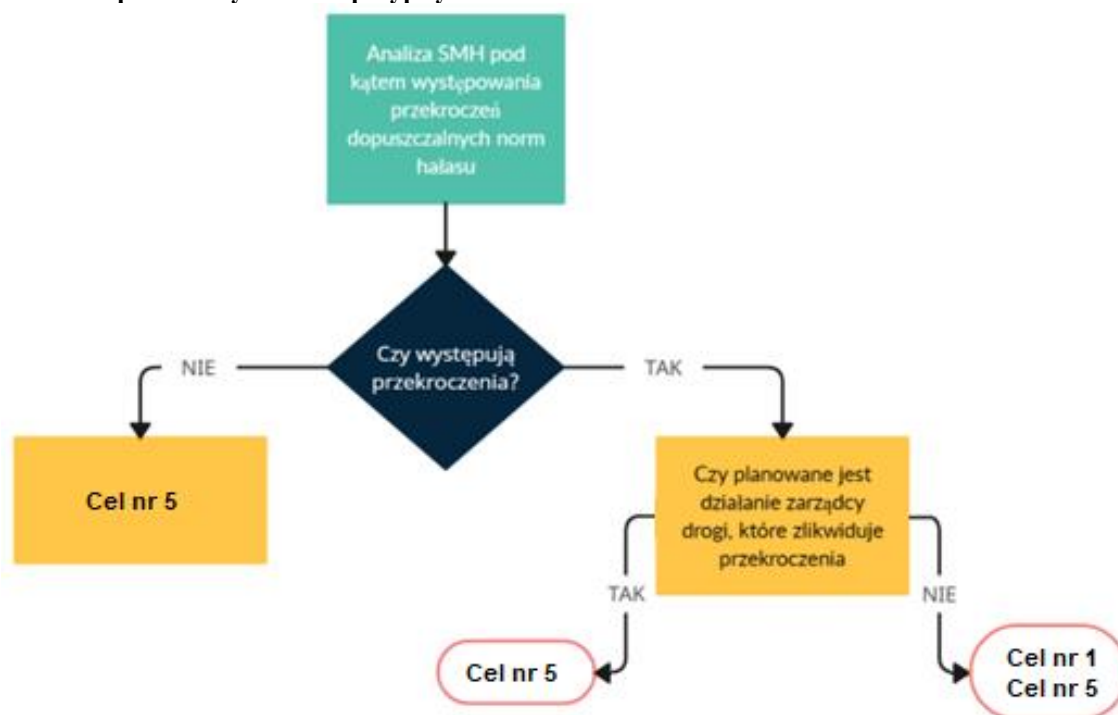 Analiza SMH pod
kątem występowania
przekroczeń
dopuszczalnych norm
hałasu
Czy występują
przekroczenia?
NIE
TAK
Cel nr 5
Czy planowane jest
działanie zarządcy
drogi, które zlikwiduje
przekroczenia
TAK
NIE
Cel nr 5
Cel nr 1
Cel nr 5